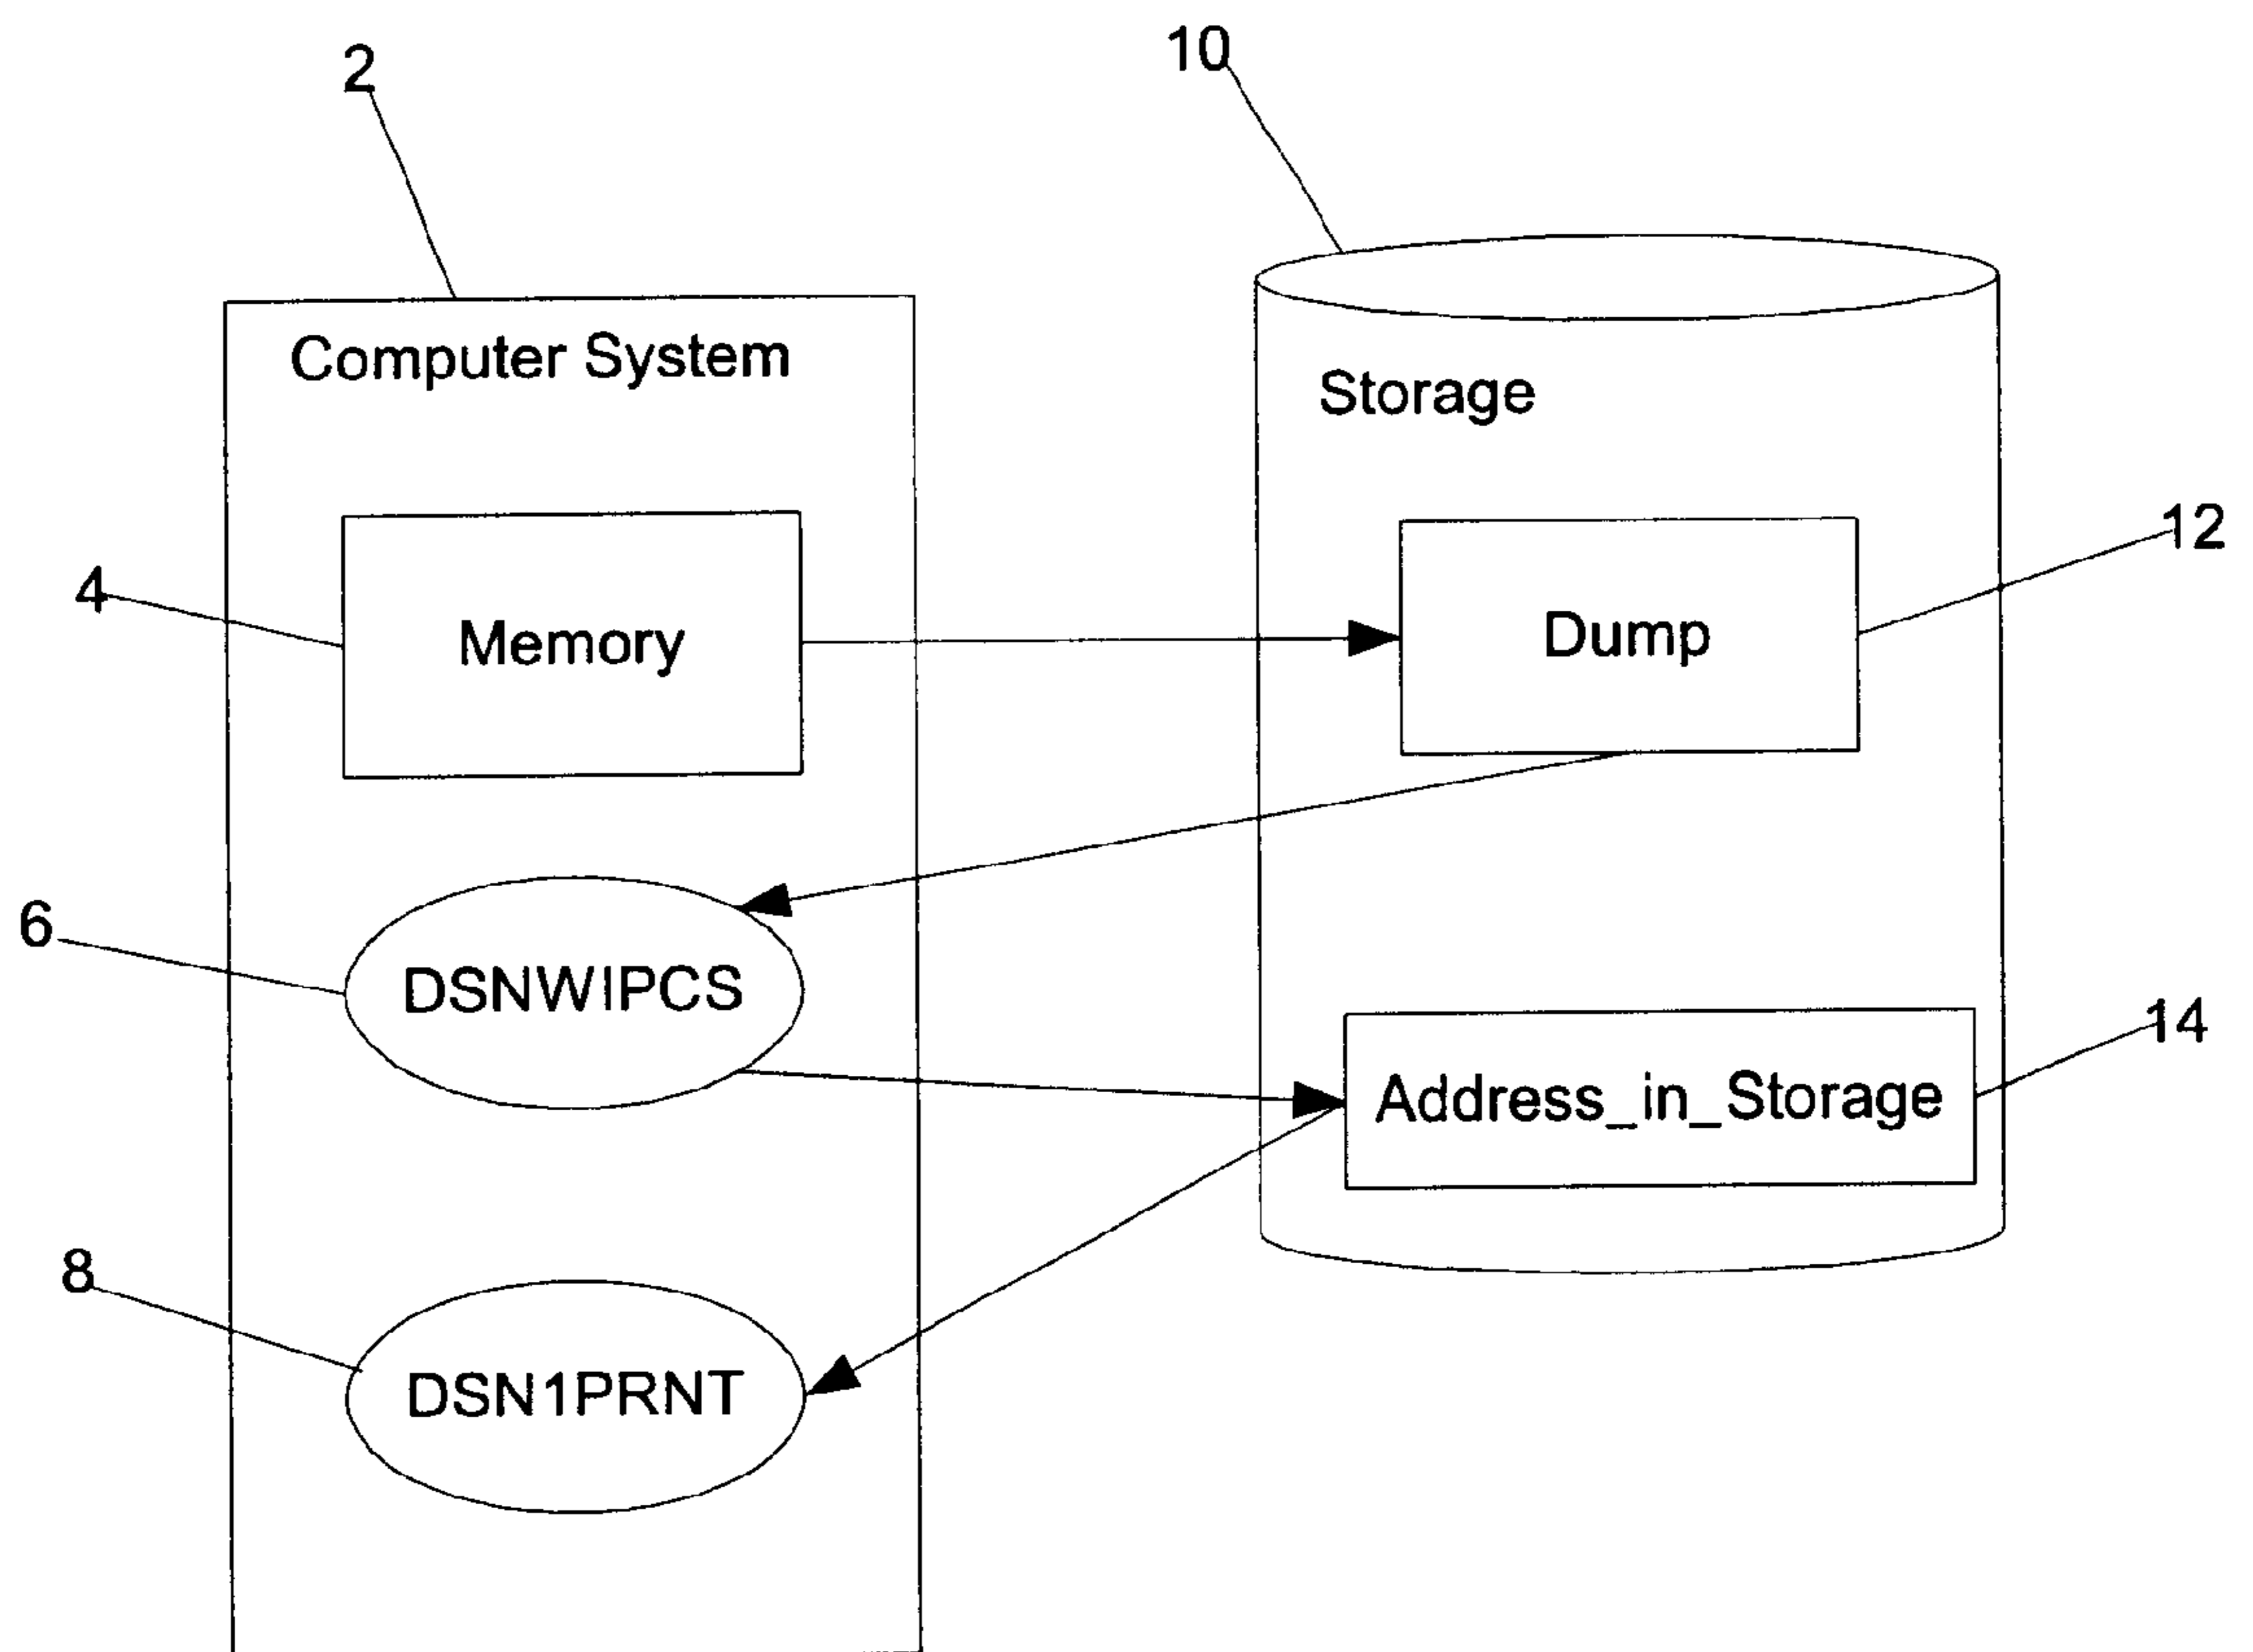 2
10
Computer System
Storage
12
4
Memory
Dump
6
DSNWIPCS
14
Address_in_Storage
8
DSN1PRNT